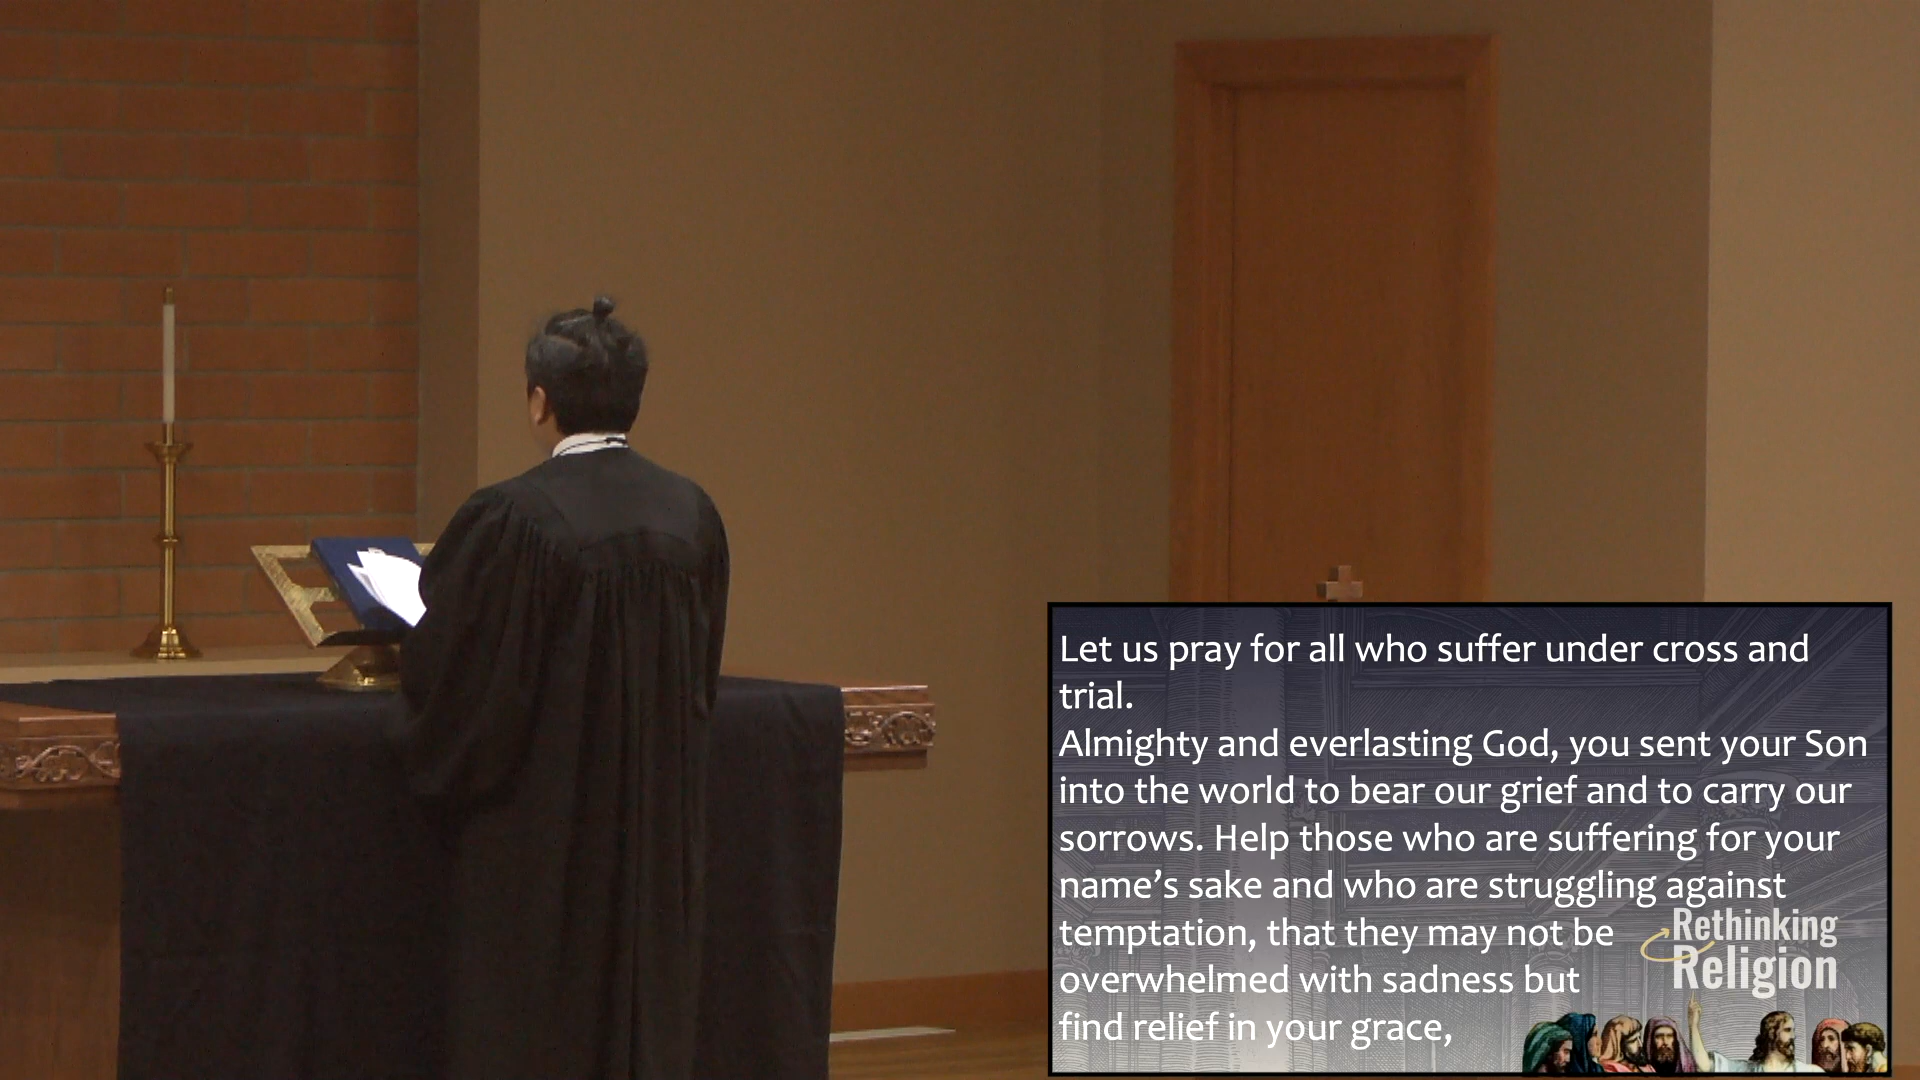 Let us pray for all who suffer under cross and
trial.
Almighty and everlasting God, you sent your Son
into the world to bear our grief and to carry our
sorrows. Help those who are suffering for your
name’s sake and who are struggling against
temptation, that they may not be
overwhelmed with sadness but
find relief in your grace,
Rethinking
Religion